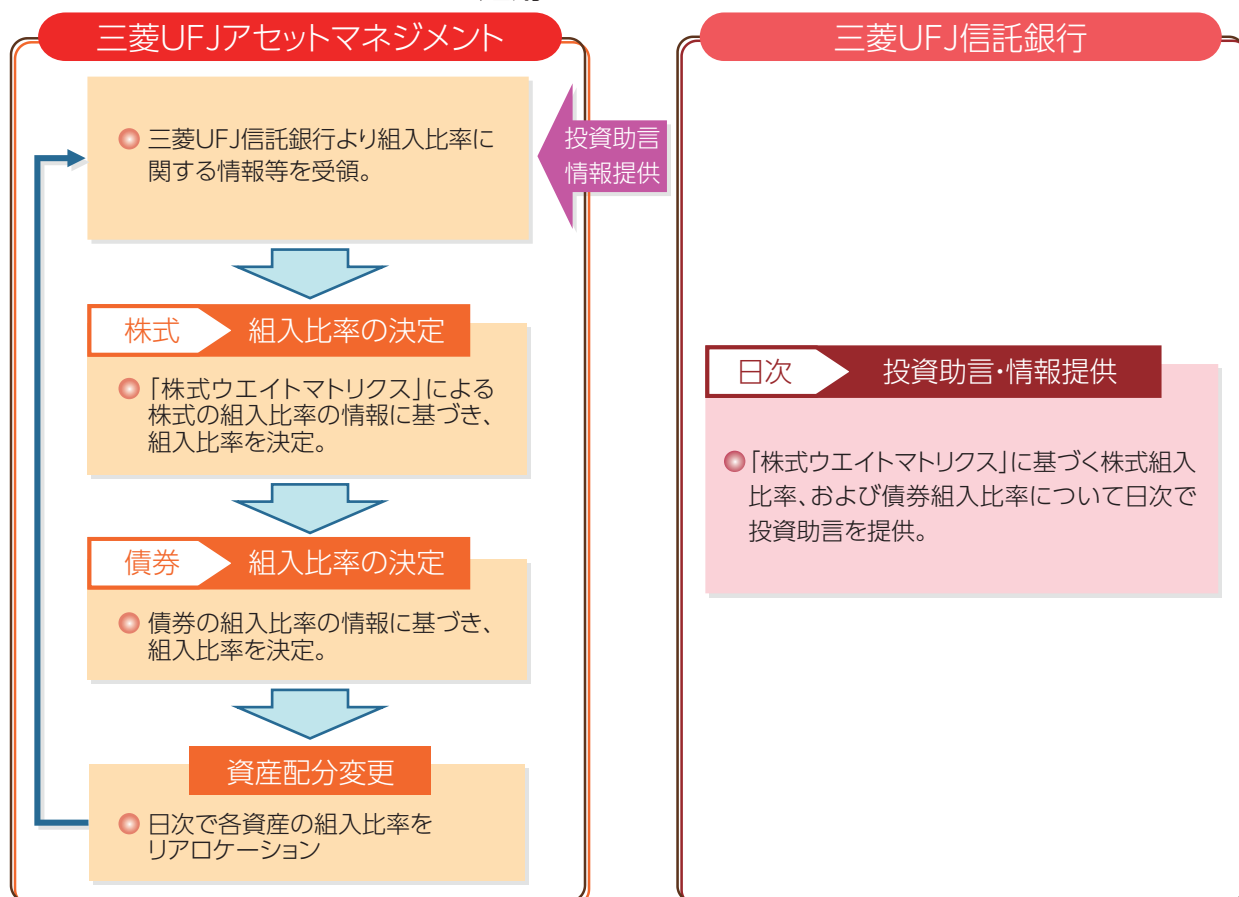 三菱UFJアセットマネジメント
三菱UFJ信託銀行より組入比率に
関する情報等を受領。
投資助言
情報提供
株式
組入比率の決定
「株式ウエイトマトリクス」による
株式の組入比率の情報に基づき、
組入比率を決定。
債券
組入比率の決定
債券の組入比率の情報に基づき、
組入比率を決定。
資産配分変更
日次で各資産の組入比率を
リアロケーション
三菱UFJ信託銀行
日次
投資助言・情報提供
「株式ウエイトマトリクス」に基づく株式組入
比率、および債券組入比率について日次で
投資助言を提供。